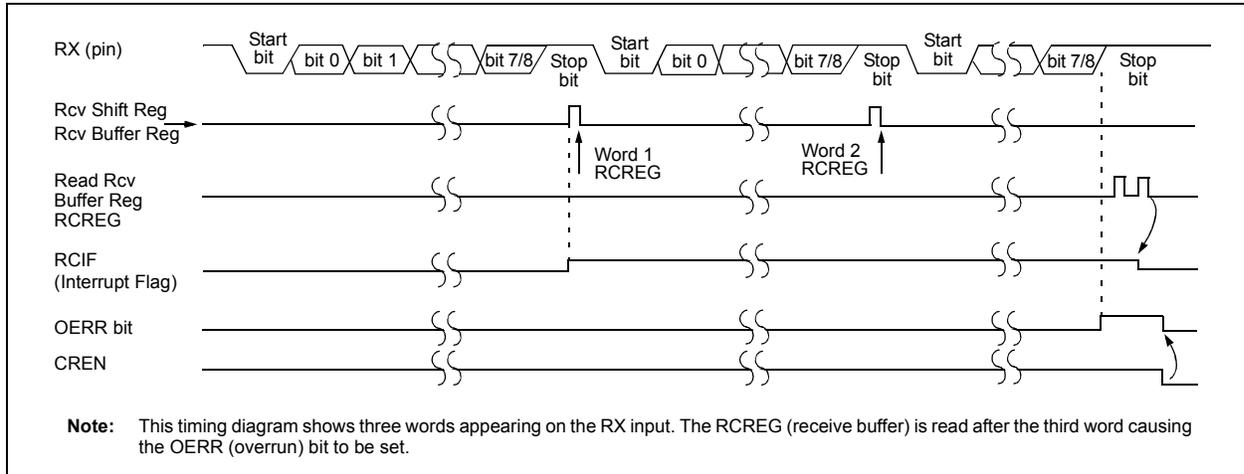 RX (pin)
Start bit
bit 0
bit 1
bit 7/8
Stop bit
Start bit
bit 0
bit 7/8
Stop bit
Start bit
bit 7/8
Stop bit
Rcv Shift Reg
Rcv Buffer Reg
Word 1
RCREG
Word 2
RCREG
Read Rcv
Buffer Reg
RCREG
RCIF
(Interrupt Flag)
OERR bit
CREN
Note: This timing diagram shows three words appearing on the RX input. The RCREG (receive buffer) is read after the third word causing
the OERR (overrun) bit to be set.